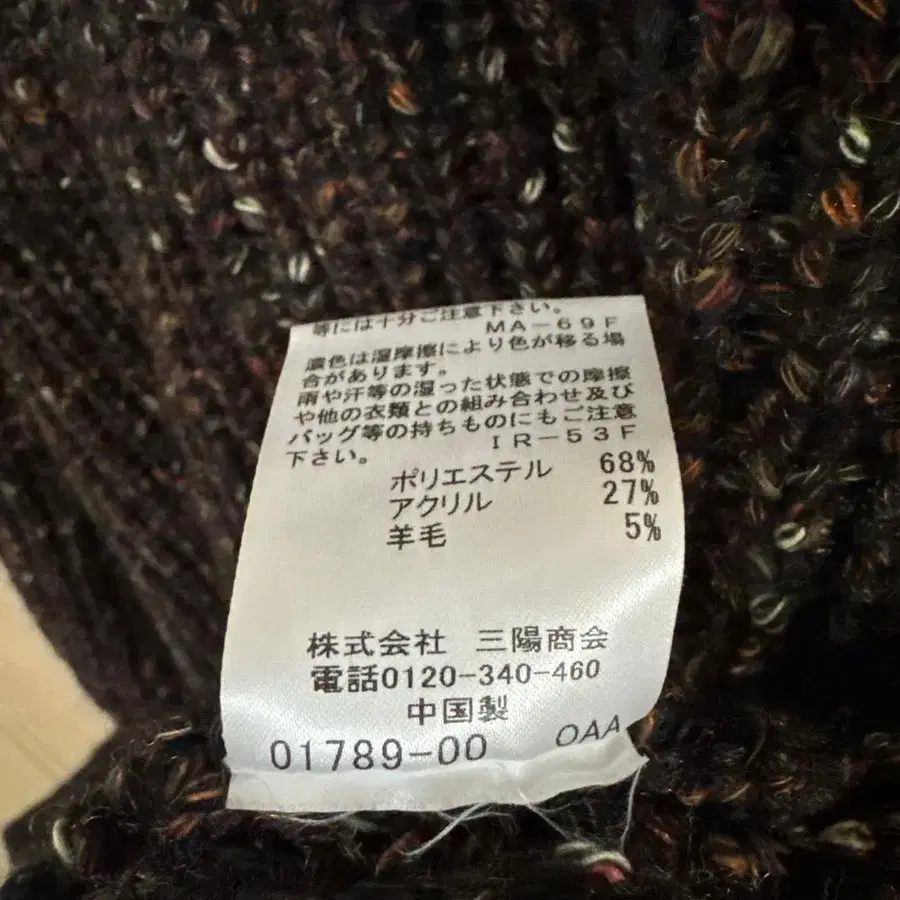 等には十分ご注意下さい。
MA-69F
濃色は湿摩擦により色が移る場
合があります。
雨や汗等の湿った状態での摩擦
や他の衣類との組み合わせ及び
バッグ等の持ちものにもご注意
下さい。 IR-53F
ポリエステル 68%
アクリル 27%
羊毛 5%
株式会社 三陽商会
電話0120-340-460
中国製
01789-00 OAA